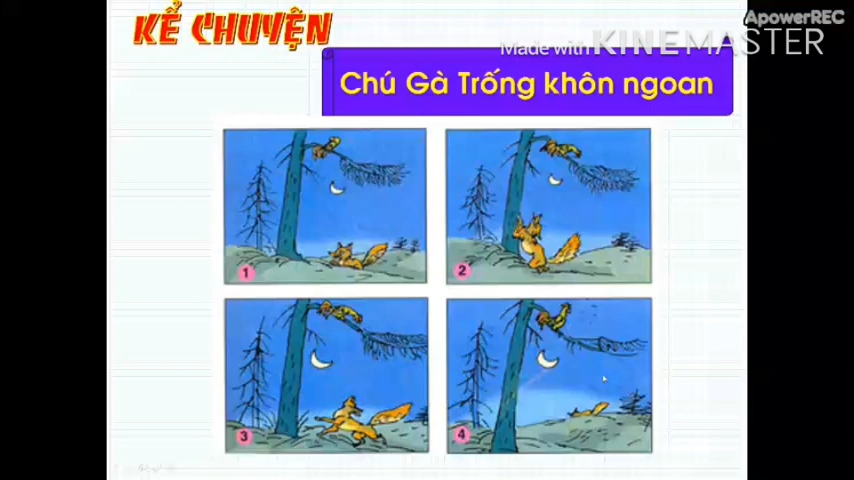 KỂ CHUYỆN
ApowerREC
Made with KINEMASTER
Chú Gà Trống khôn ngoan
1
2
3
4